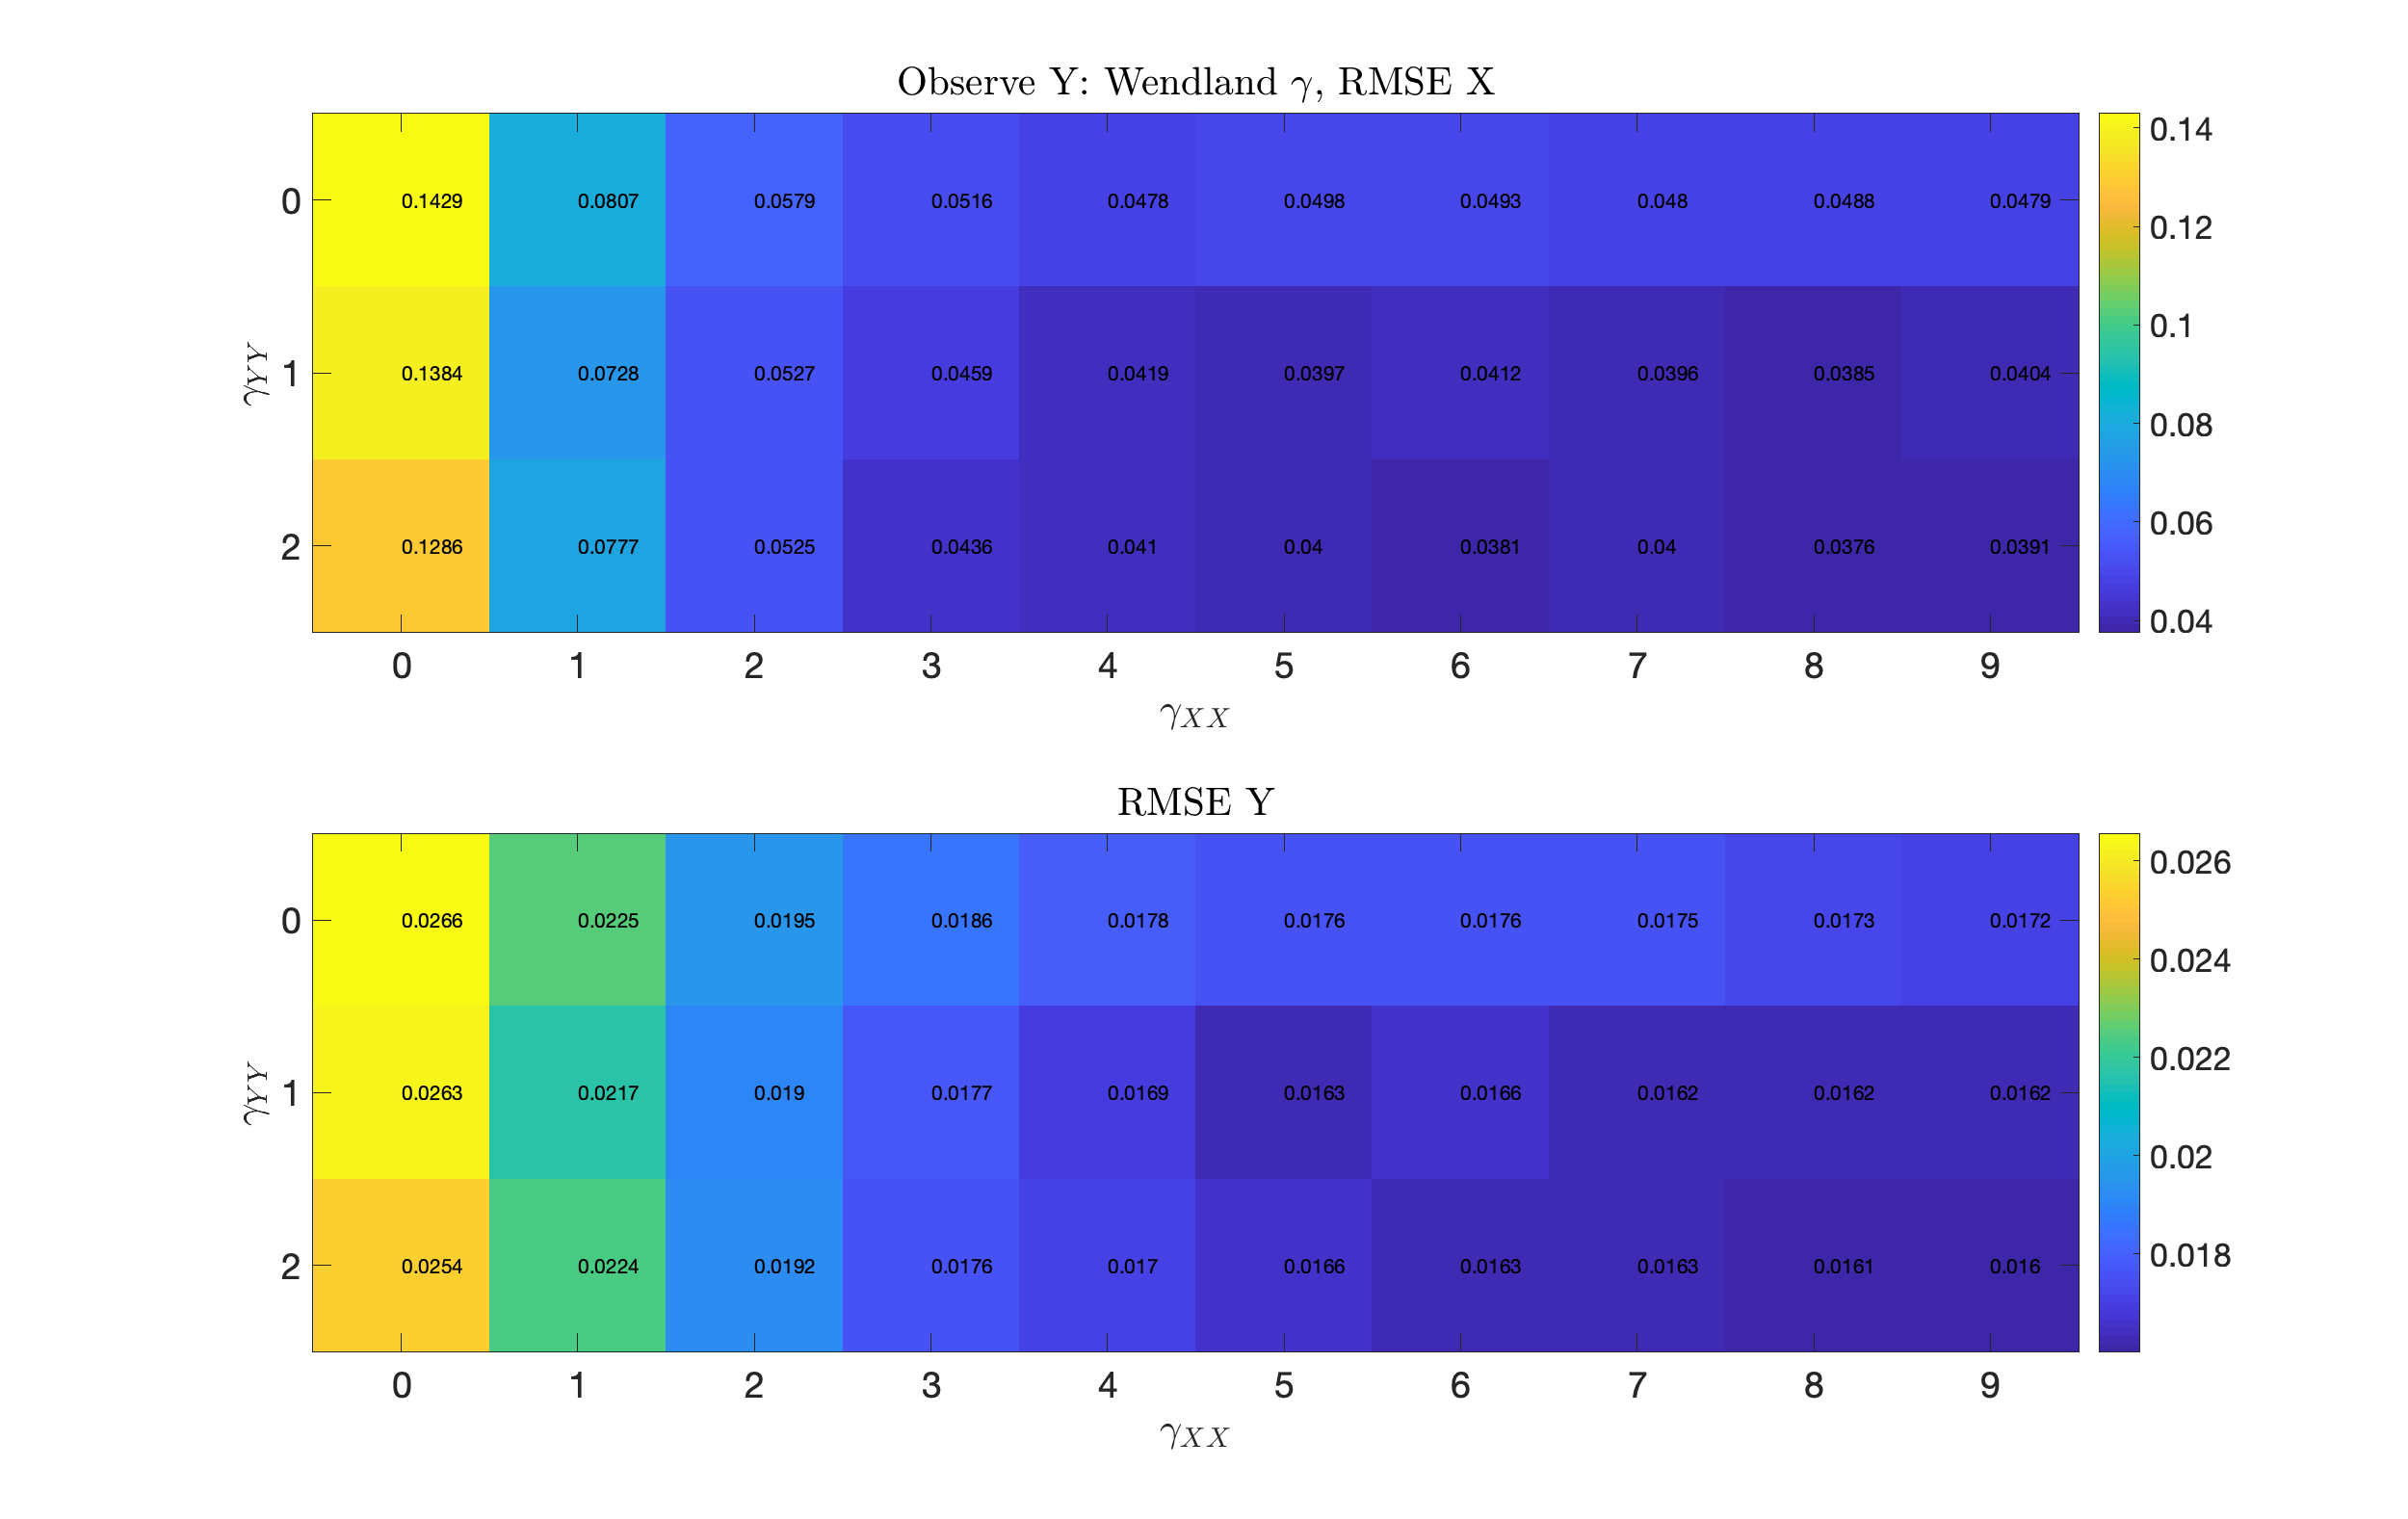 Observe Y: Wendland γ, RMSE X
0.14
0 0.1429 0.0807 0.0579 0.0516 0.0478 0.0498 0.0493 0.048 0.0488 0.0479
0.12
0.1
γYY 1 0.1384 0.0728 0.0527 0.0459 0.0419 0.0397 0.0412 0.0396 0.0385 0.0404
0.08
0.06
2 0.1286 0.0777 0.0525 0.0436 0.041 0.04 0.0381 0.04 0.0376 0.0391
0.04
0 1 2 3 4 5 6 7 8 9
γXX
RMSE Y
0.026
0 0.0266 0.0225 0.0195 0.0186 0.0178 0.0176 0.0176 0.0175 0.0173 0.0172
0.024
0.022
γYY 1 0.0263 0.0217 0.019 0.0177 0.0169 0.0163 0.0166 0.0162 0.0162 0.0162
0.02
0.018
2 0.0254 0.0224 0.0192 0.0176 0.017 0.0166 0.0163 0.0163 0.0161 0.016
0 1 2 3 4 5 6 7 8 9
γXX